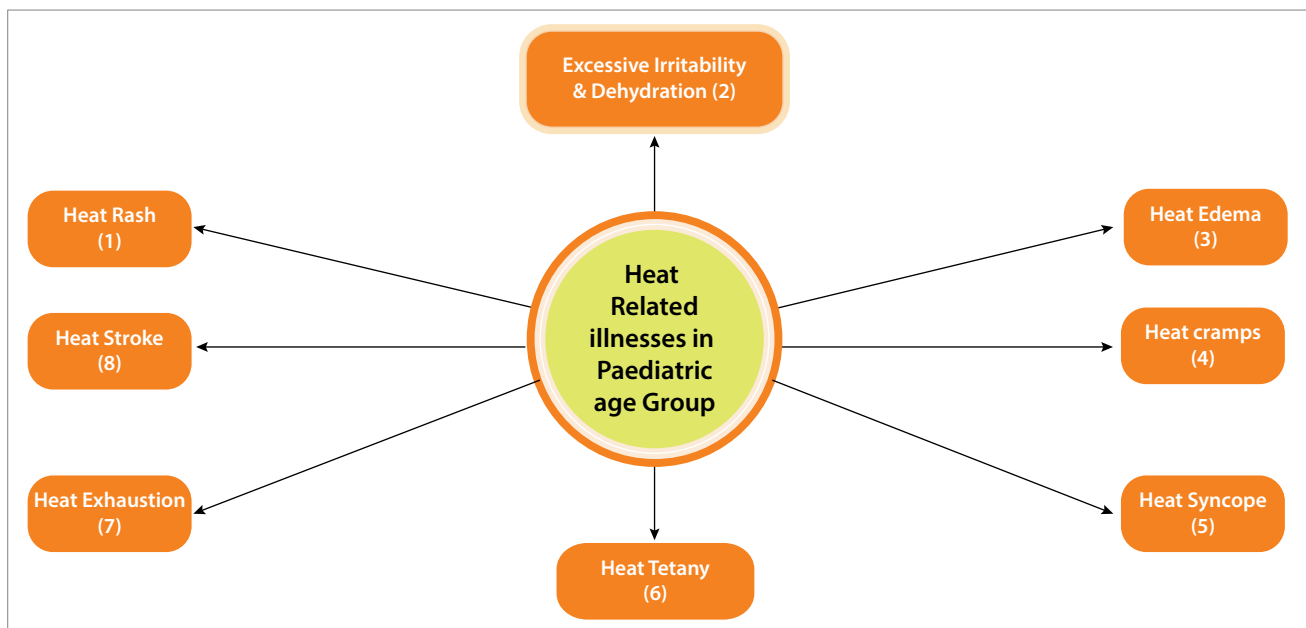 Excessive Irritability
& Dehydration (2)
Heat Rash
(1)
Heat Edema
(3)
Heat
Related
illnesses in
Paediatric
age Group
Heat Stroke
(8)
Heat cramps
(4)
Heat Exhaustion
(7)
Heat Syncope
(5)
Heat Tetany
(6)